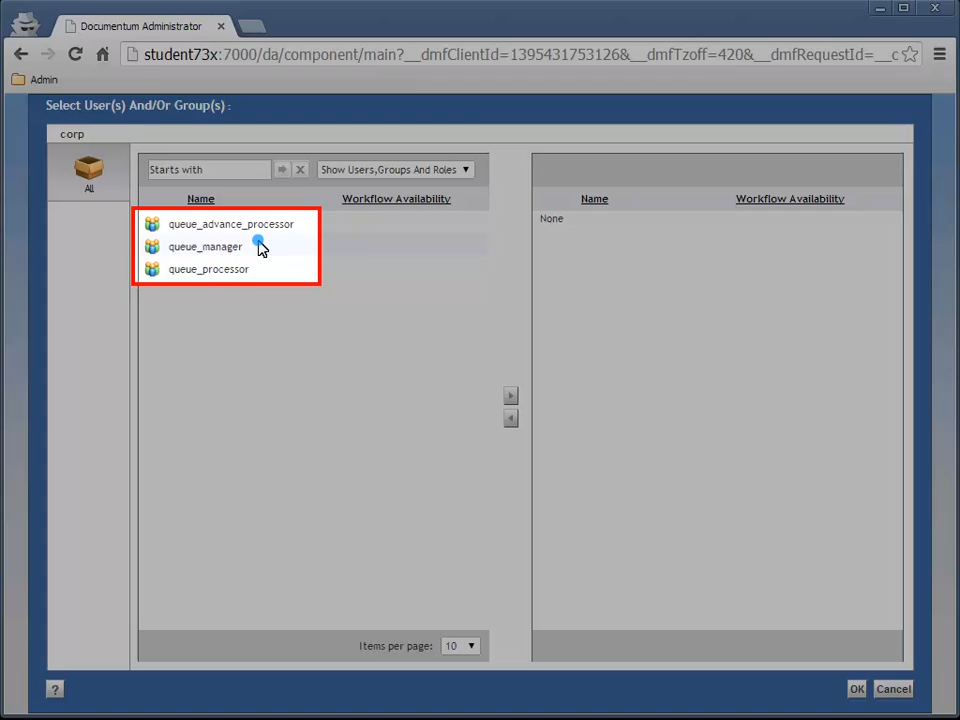 Documentum Administrator
student73x:7000/da/component/main?__dmfClientId=1395431753126&__dmfTzoff=420&__dmfRequestId=__c
Admin
Select User(s) And/Or Group(s) :
corp
All
Starts with
Show Users,Groups And Roles
Name Workflow Availability
queue_advance_processor
queue_manager
queue_processor
Name Workflow Availability
None
Items per page: 10
?
OK Cancel